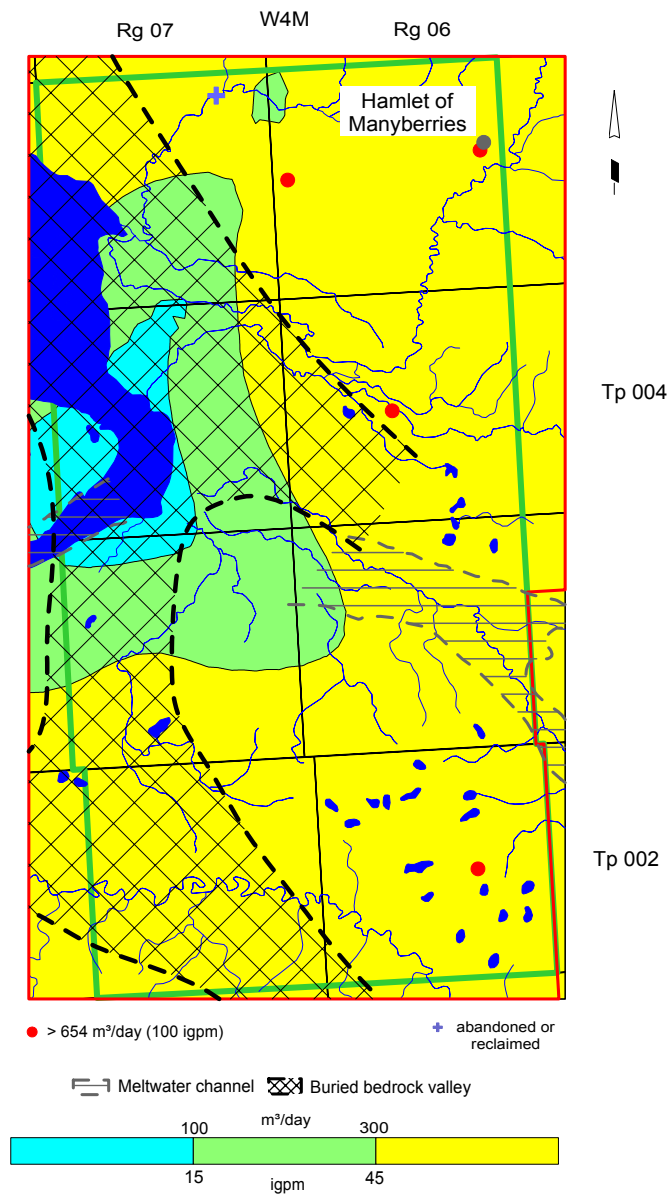 W4M
Rg 07
Rg 06
Hamlet of
Manyberries
Tp 004
Tp 002
> 654 m³/day (100 igpm)
abandoned or
reclaimed
Meltwater channel
Buried bedrock valley
m³/day
100
300
15
45
igpm